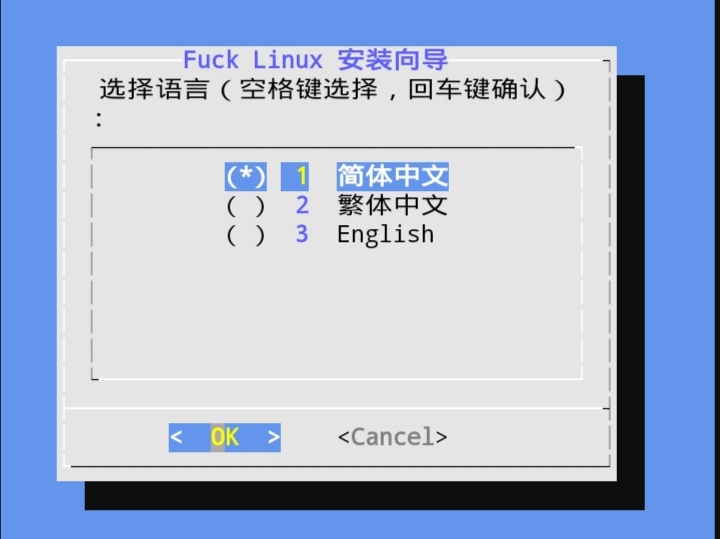 Fuck Linux 安装向导
选择语言（空格键选择，回车键确认）
：
(*) 1 简体中文
( ) 2 繁体中文
( ) 3 English
< OK > <Cancel>